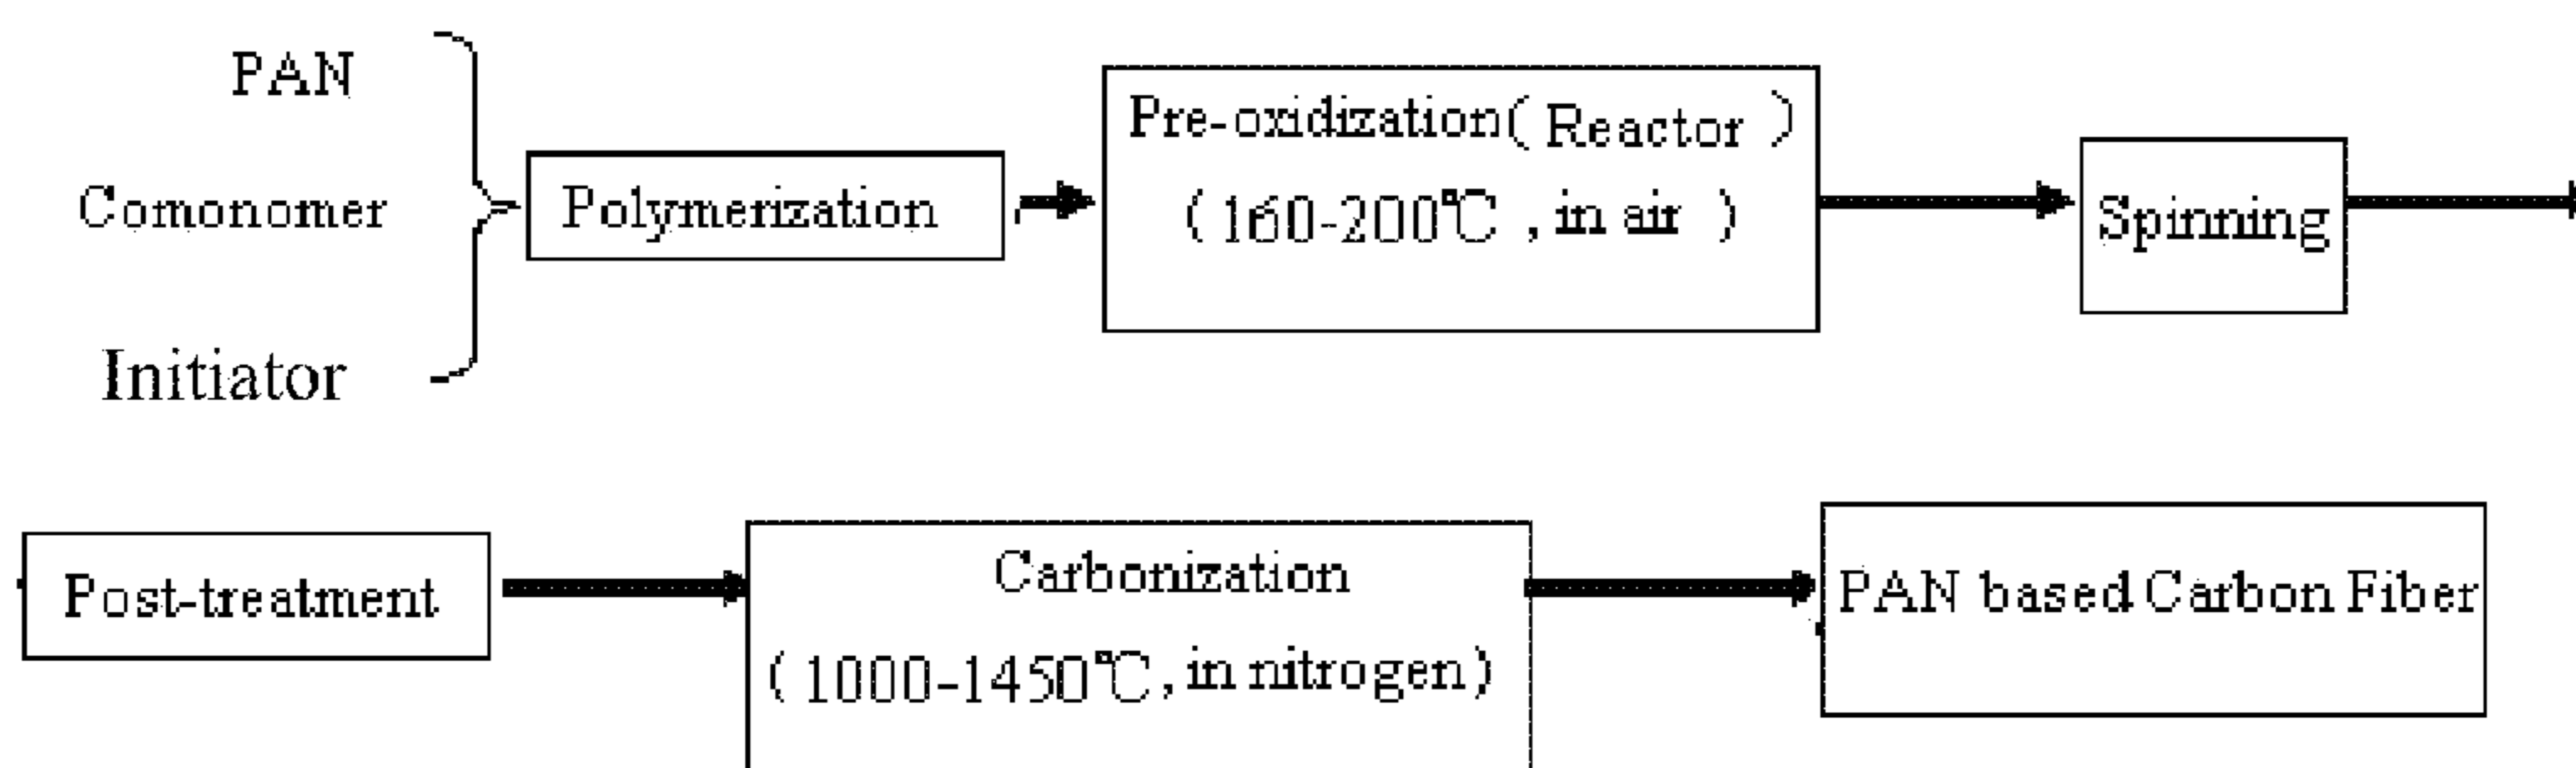 PAN
Comonomer
Initiator
Polymerization
Pre-oxidization( Reactor )
( 160-200℃ , in air )
Spinning
Post-treatment
Carbonization
( 1000-1450℃, in nitrogen)
PAN based Carbon Fiber